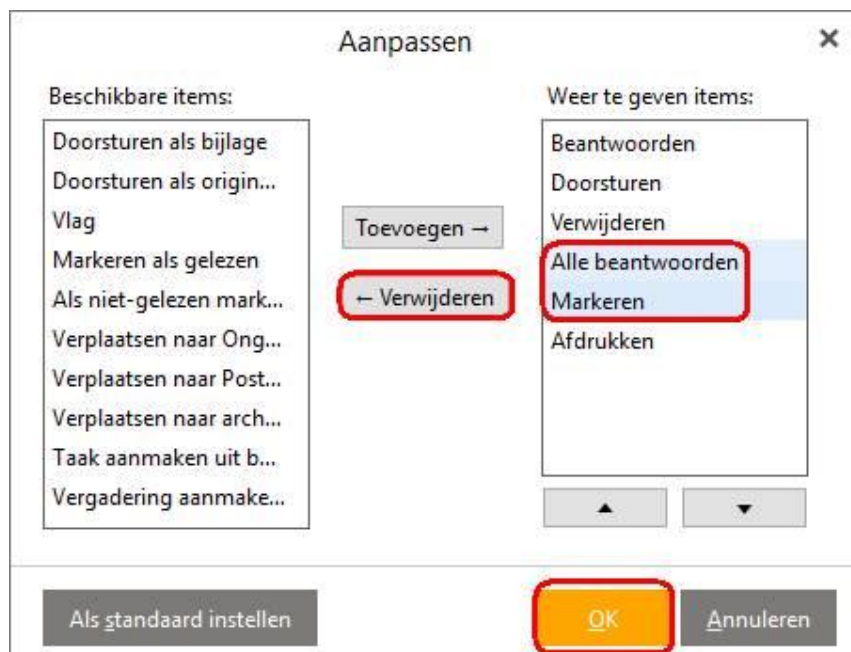 Aanpassen
Beschikbare items:
Doorsturen als bijlage
Doorsturen als origin...
Vlag
Markeren als gelezen
Als niet-gelezen mark...
Verplaatsen naar Ong...
Verplaatsen naar Post...
Verplaatsen naar arch...
Taak aanmaken uit b...
Vergadering aanmake...
Toevoegen →
← Verwijderen
Weer te geven items:
Beantwoorden
Doorsturen
Verwijderen
Alle beantwoorden
Markeren
Afdrukken
Als standaard instellen
OK
Annuleren